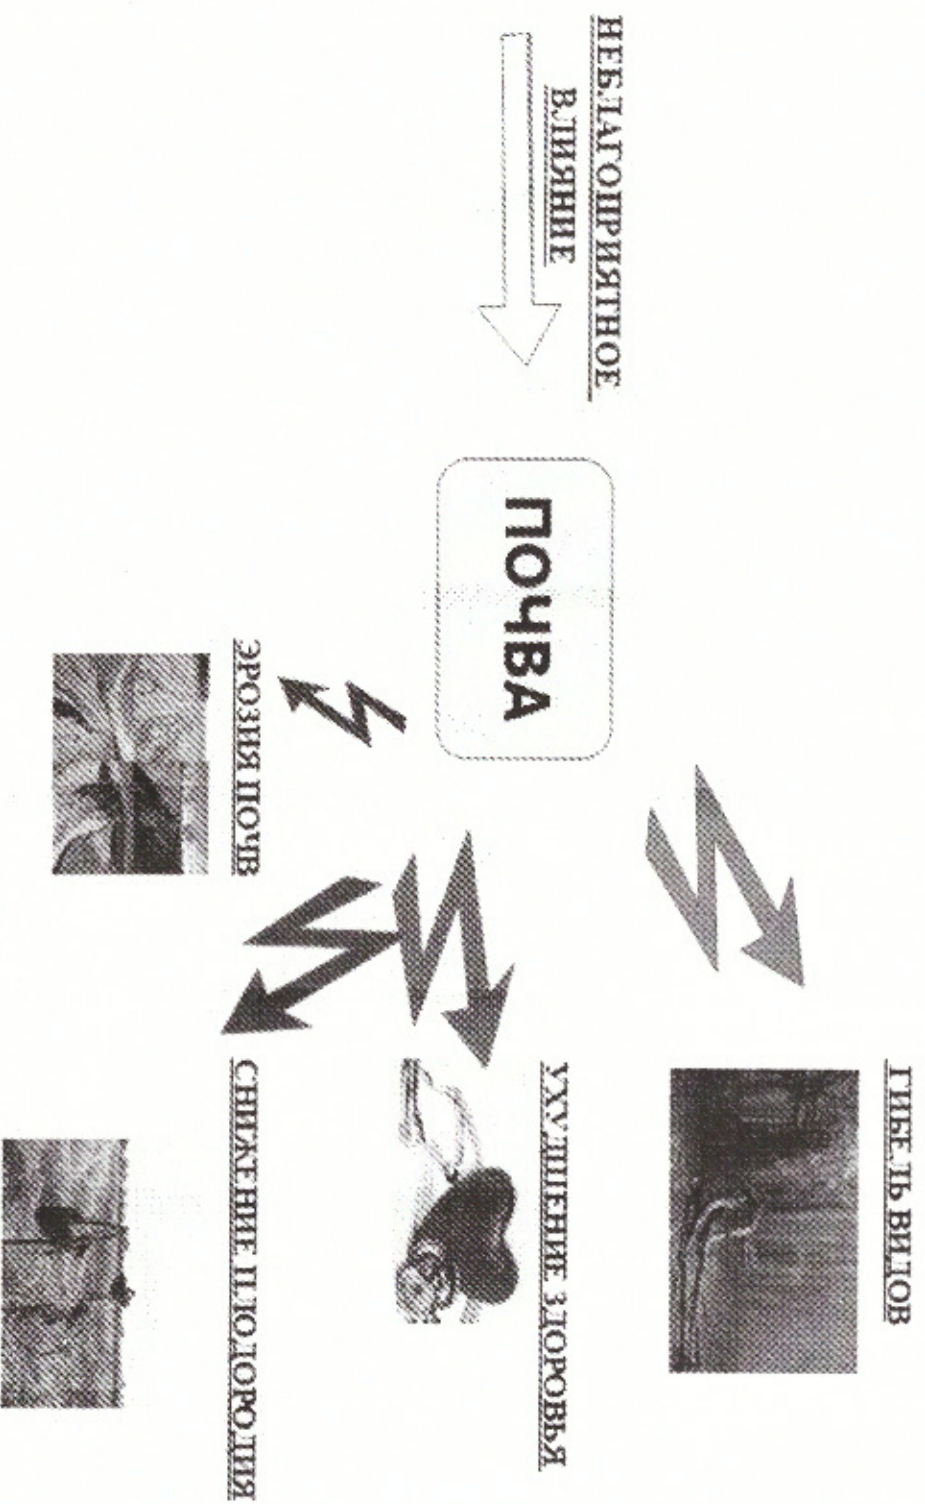 НЕБЛАГОПРИЯТНОЕ
ВЛИЯНИЕ
ПОЧВА
ГИБЕЛЬ ВИДОВ
УХУДШЕНИЕ ЗДОРОВЬЯ
СНИЖЕНИЕ ПЛОДОРОДИЯ
ЭРОЗИЯ ПОЧВ